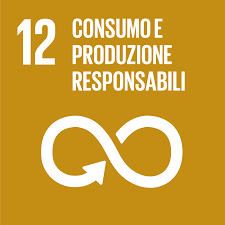 12 CONSUMO E
PRODUZIONE
RESPONSABILI